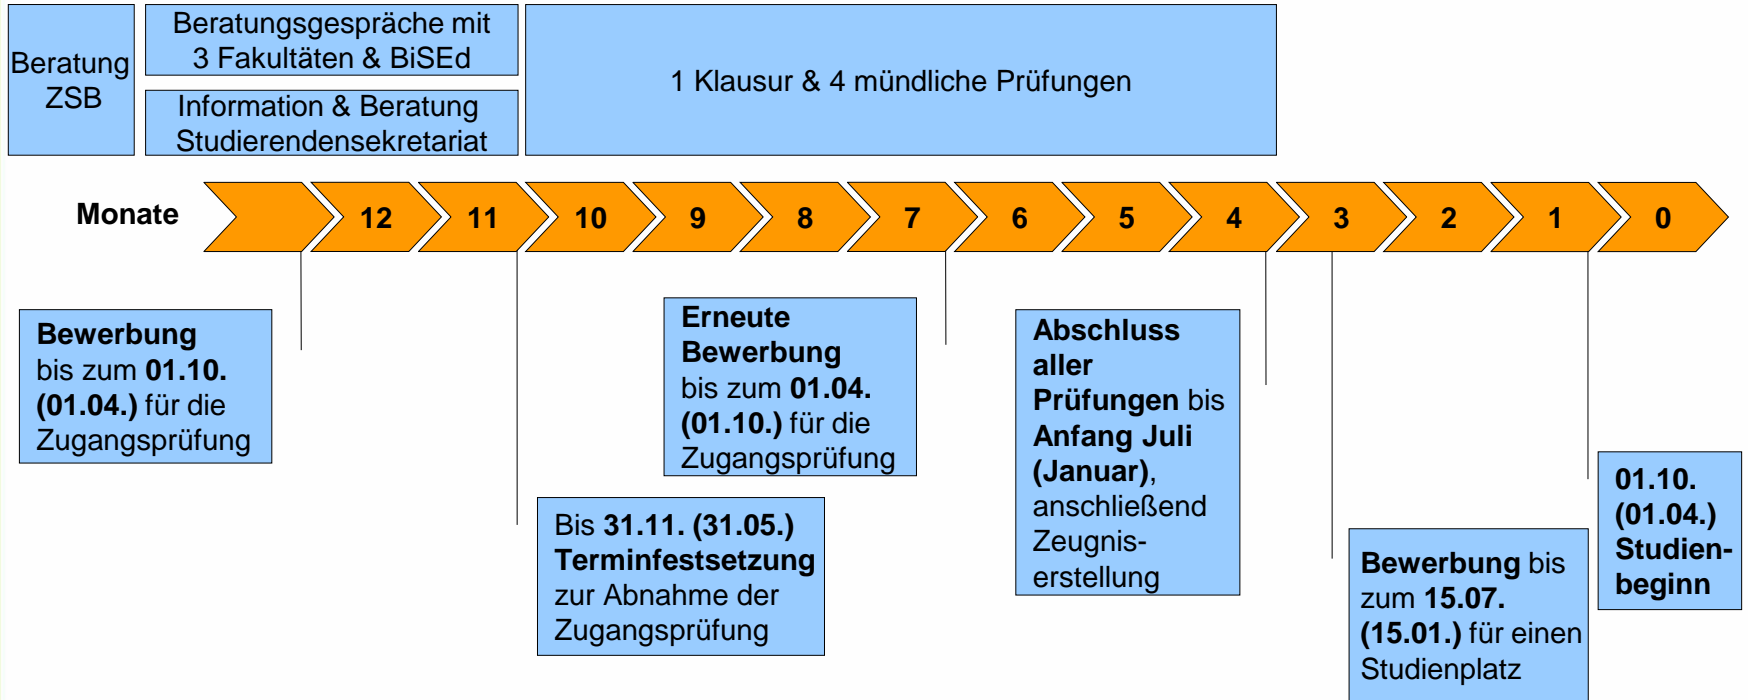 Beratung
ZSB
Beratungsgespräche mit
3 Fakultäten & BiSEd
Information & Beratung
Studierendensekretariat
1 Klausur & 4 mündliche Prüfungen
Monate
12
11
10
9
8
7
6
5
4
3
2
1
0
Bewerbung
bis zum 01.10.
(01.04.) für die
Zugangsprüfung
Bis 31.11. (31.05.)
Terminfestsetzung
zur Abnahme der
Zugangsprüfung
Erneute
Bewerbung
bis zum 01.04.
(01.10.) für die
Zugangsprüfung
Abschluss
aller
Prüfungen bis
Anfang Juli
(Januar),
anschließend
Zeugnis-
erstellung
Bewerbung bis
zum 15.07.
(15.01.) für einen
Studienplatz
01.10.
(01.04.)
Studien-
beginn